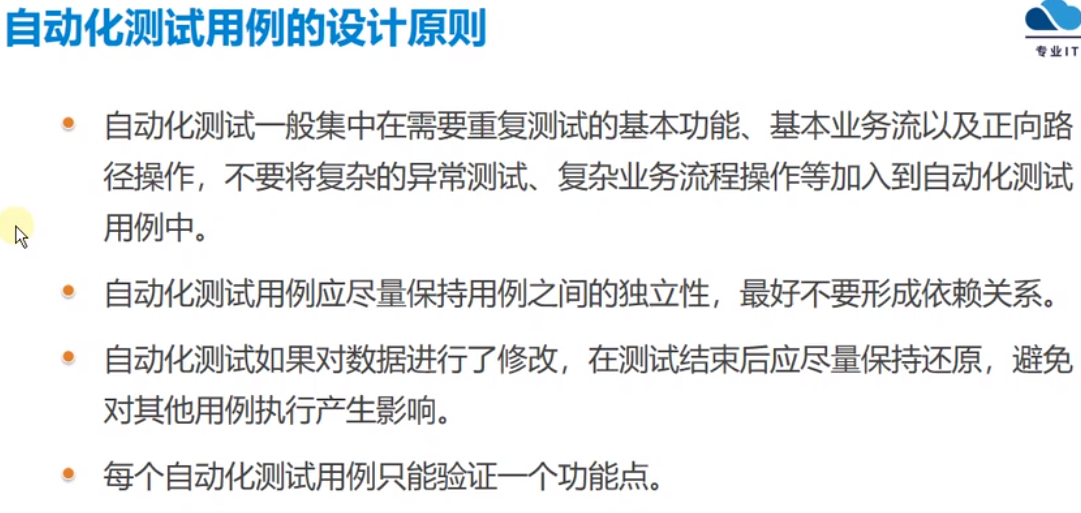 自动化测试用例的设计原则
专业IT
自动化测试一般集中在需要重复测试的基本功能、基本业务流以及正向路
径操作，不要将复杂的异常测试、复杂业务流程操作等加入到自动化测试
用例中。
自动化测试用例应尽量保持用例之间的独立性，最好不要形成依赖关系。
自动化测试如果对数据进行了修改，在测试结束后应尽量保持还原，避免
对其他用例执行产生影响。
每个自动化测试用例只能验证一个功能点。